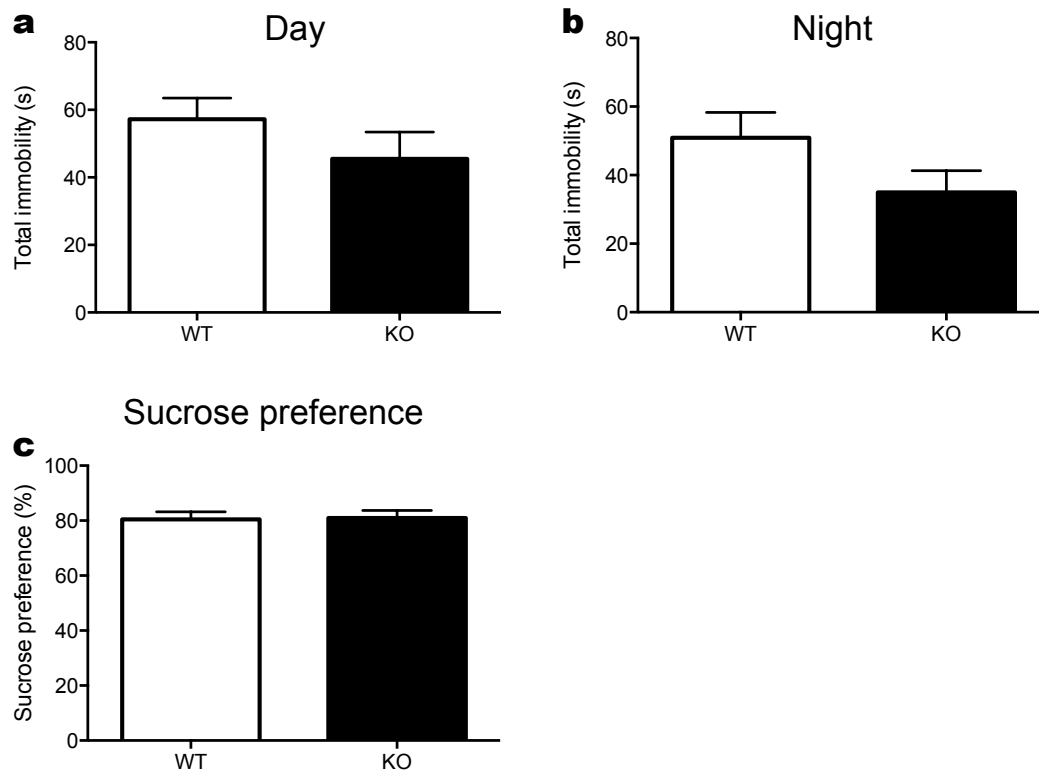 a
Day
Total immobility (s)
80
60
40
20
0
WT KO
b
Night
Total immobility (s)
80
60
40
20
0
WT KO
Sucrose preference
c
Sucrose preference (%)
100
80
60
40
20
0
WT KO